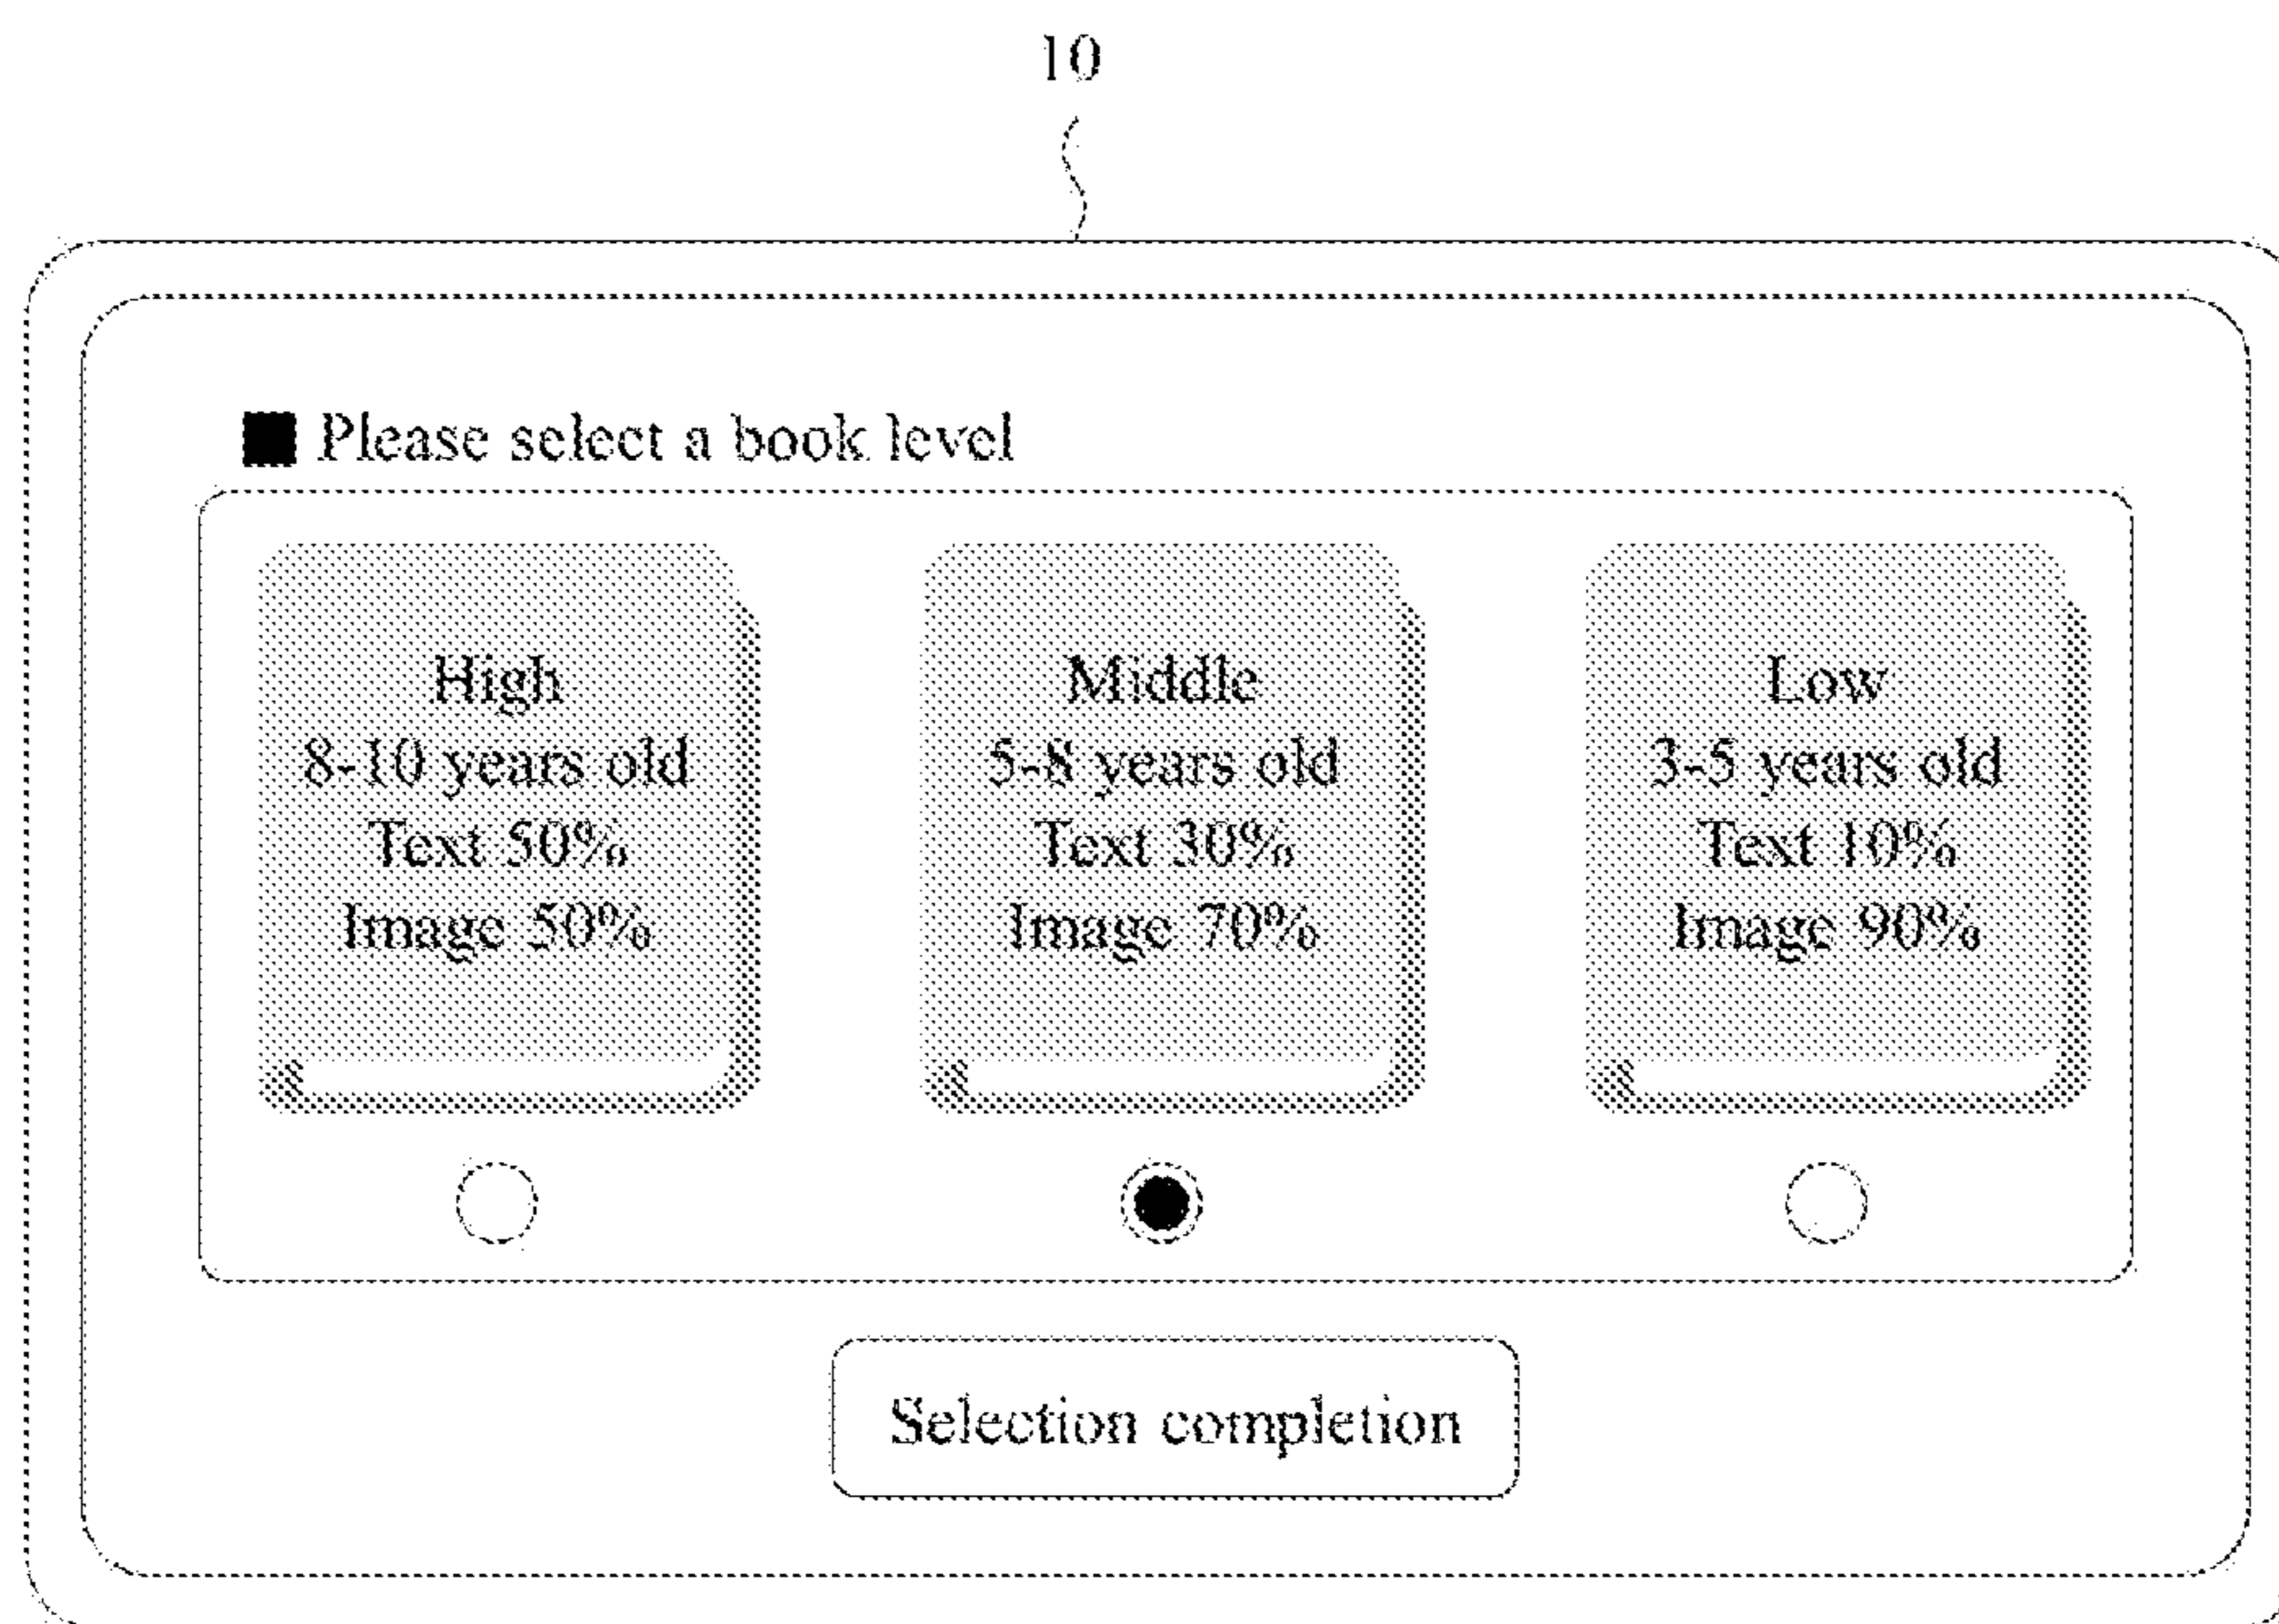 10
Please select a book level
High
8-10 years old
Text 50%
Image 50%
Middle
5-8 years old
Text 30%
Image 70%
Low
3-5 years old
Text 10%
Image 90%
Selection completion